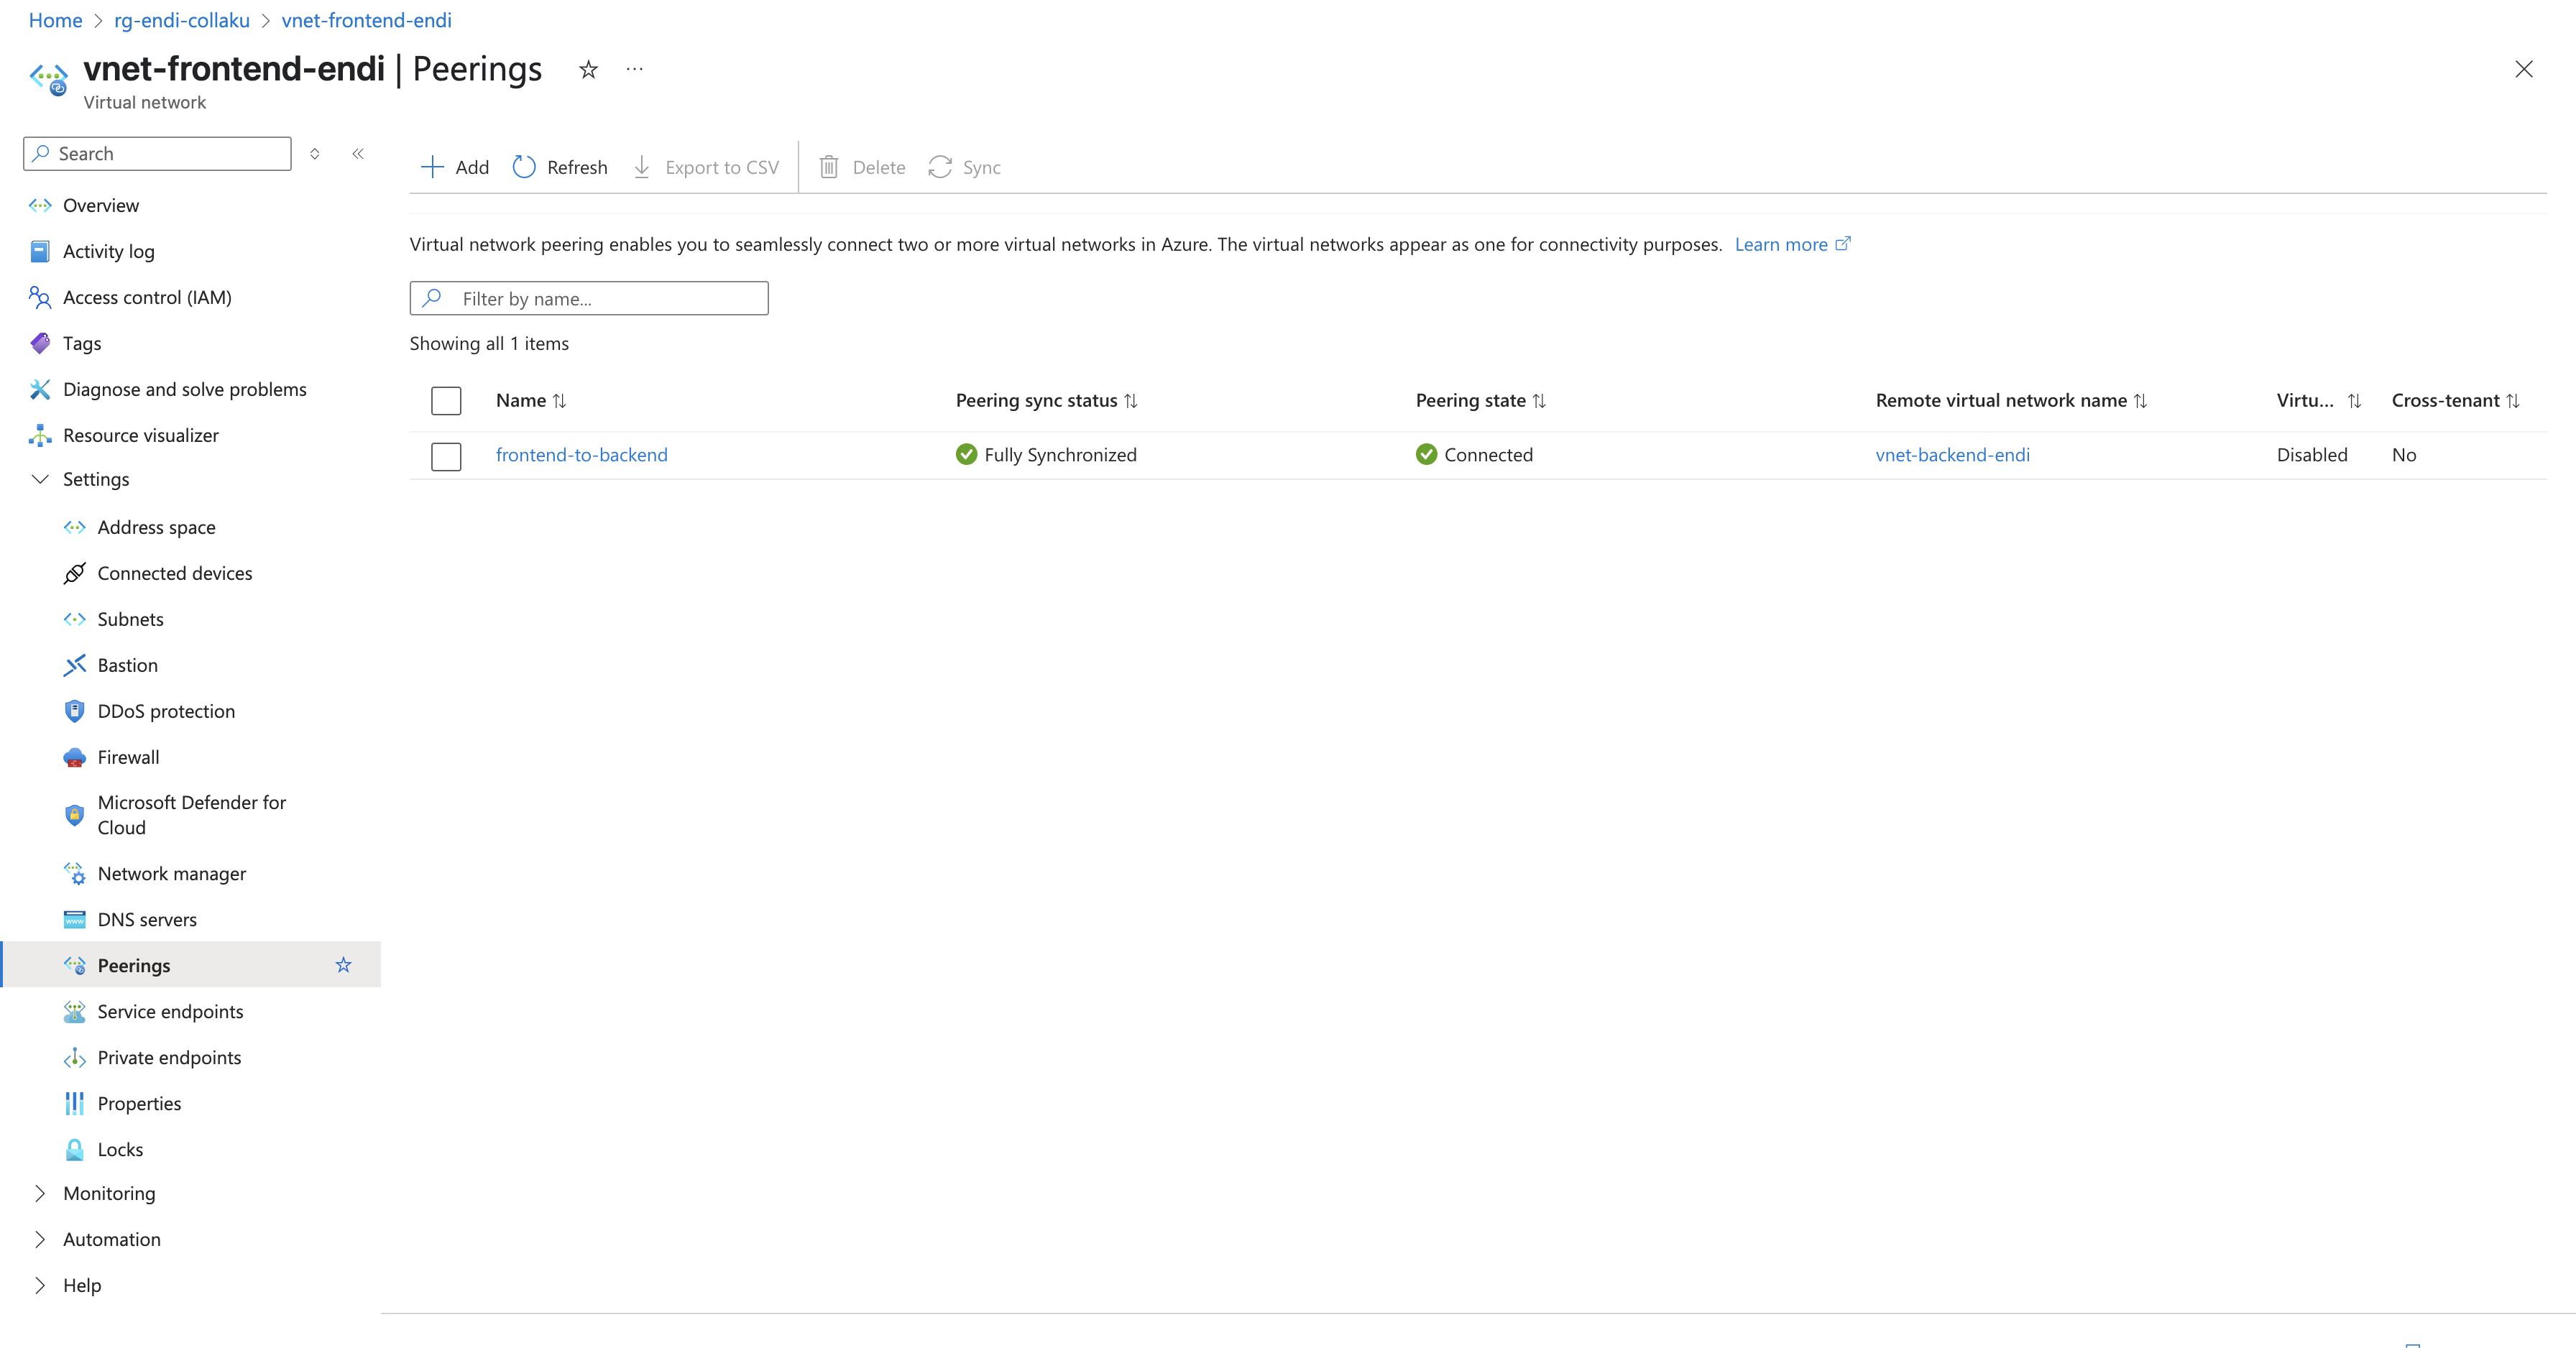 Home > rg-endi-collaku > vnet-frontend-endi
vnet-frontend-endi | Peerings
Virtual network
Search
Overview
Activity log
Access control (IAM)
Tags
Diagnose and solve problems
Resource visualizer
Settings
Address space
Connected devices
Subnets
Bastion
DDoS protection
Firewall
Microsoft Defender for
Cloud
Network manager
DNS servers
Peerings
Service endpoints
Private endpoints
Properties
Locks
Monitoring
Automation
Help
Add Refresh Export to CSV Delete Sync
Virtual network peering enables you to seamlessly connect two or more virtual networks in Azure. The virtual networks appear as one for connectivity purposes. Learn more
Filter by name...
Showing all 1 items
Name Peering sync status Peering state Remote virtual network name Virtu... Cross-tenant
frontend-to-backend Fully Synchronized Connected vnet-backend-endi Disabled No